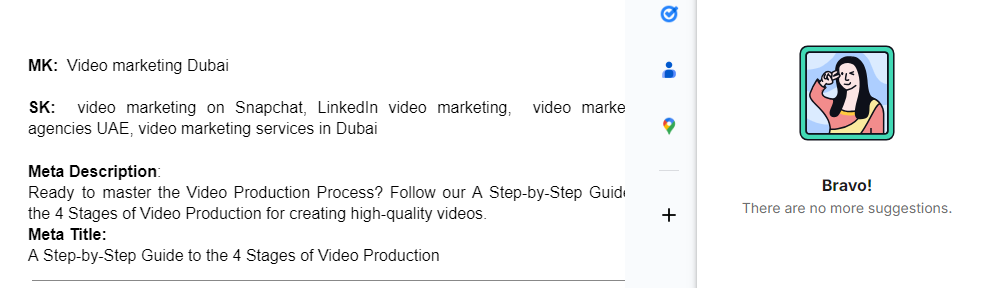 MK: Video marketing Dubai
SK: video marketing on Snapchat, LinkedIn video marketing, video
agencies UAE, video marketing services in Dubai
Meta Description:
Ready to master the Video Production Process? Follow our A Step-by-Step
the 4 Stages of Video Production for creating high-quality videos.
Meta Title:
A Step-by-Step Guide to the 4 Stages of Video Production
Bravo!
There are no more suggestions.